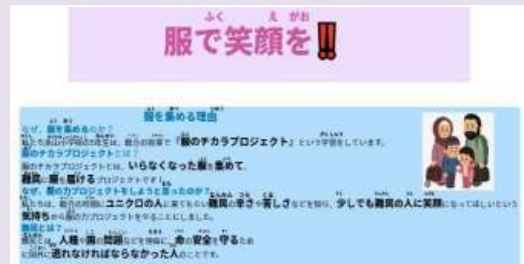 服で笑顔を‼
服を集める理由
なぜ、服を集めるのか？
小学校の5年生は、総合の授業で『服のチカラプロジェクト』という学習をしています。
服のチカラプロジェクトとは？
服のチカラプロジェクトとは、いらなくなった服を集めて、
難民に服を届けるプロジェクトです！
なぜ、服の力プロジェクトをしようと思ったのか？
私たちは、総合の時間にユニクロの人に来てもらい難民の辛さや苦しさなどを知り、少しでも難民の人に笑顔になってほしいという
気持ちから服の力プロジェクトをやることにしました。
難民とは？
難民とは、人種や国の問題などを理由に、命の安全を守るため
に国外に逃れなければならなかった人のことです。